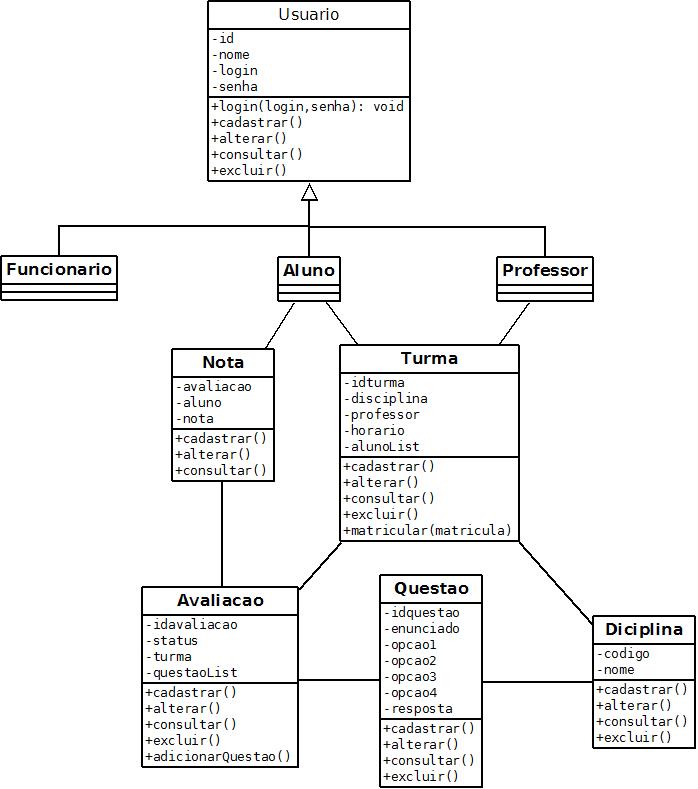 Usuario
-id
-nome
-login
-senha
+login(login,senha): void
+cadastrar()
+alterar()
+consultar()
+excluir()
Funcionario
Aluno
Professor
Nota
-avaliacao
-aluno
-nota
+cadastrar()
+alterar()
+consultar()
Turma
-idturma
-disciplina
-professor
-horario
-alunoList
+cadastrar()
+alterar()
+consultar()
+excluir()
+matricular(matricula)
Avaliacao
-idavaliacao
-status
-turma
-questaoList
+cadastrar()
+alterar()
+consultar()
+excluir()
+adicionarQuestao()
Questao
-idquestao
-enunciado
-opcao1
-opcao2
-opcao3
-opcao4
-resposta
+cadastrar()
+alterar()
+consultar()
+excluir()
Diciplina
-codigo
-nome
+cadastrar()
+alterar()
+consultar()
+excluir()